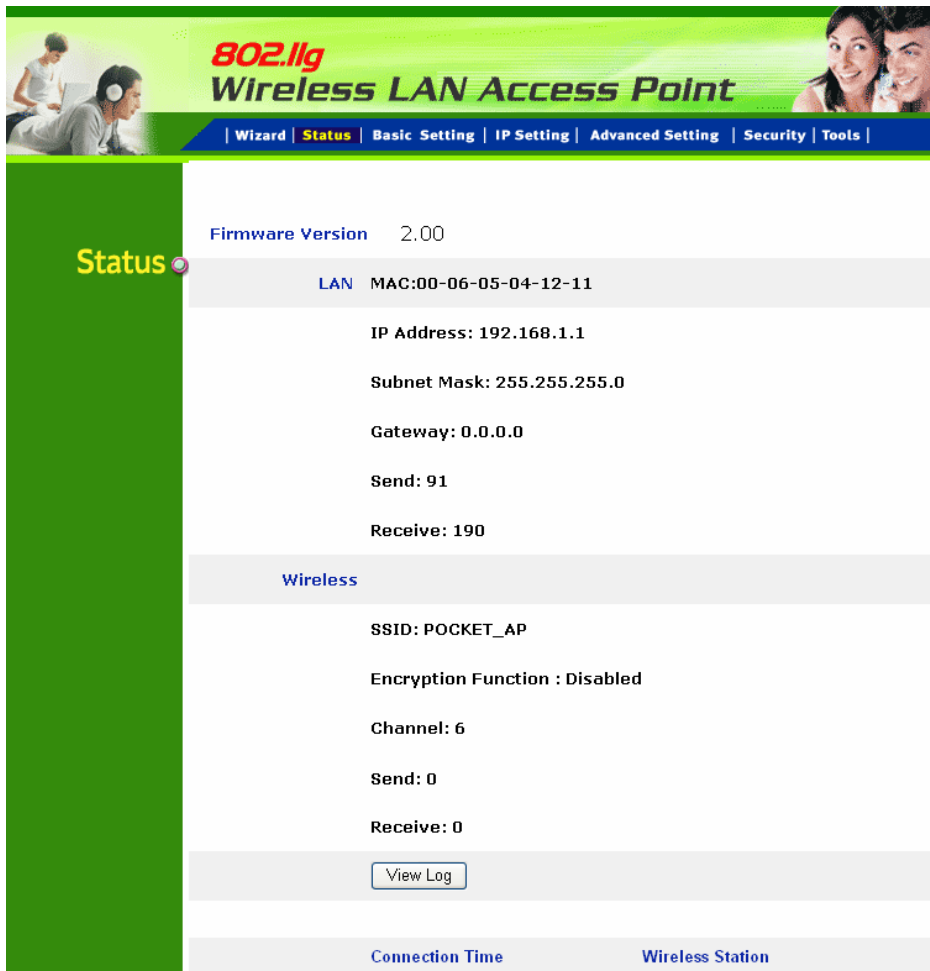 802.11g
Wireless LAN Access Point
| Wizard | Status | Basic Setting | IP Setting | Advanced Setting | Security | Tools |
Status
Firmware Version 2.00
LAN MAC:00-06-05-04-12-11
IP Address: 192.168.1.1
Subnet Mask: 255.255.255.0
Gateway: 0.0.0.0
Send: 91
Receive: 190
Wireless
SSID: POCKET_AP
Encryption Function : Disabled
Channel: 6
Send: 0
Receive: 0
View Log
Connection Time Wireless Station